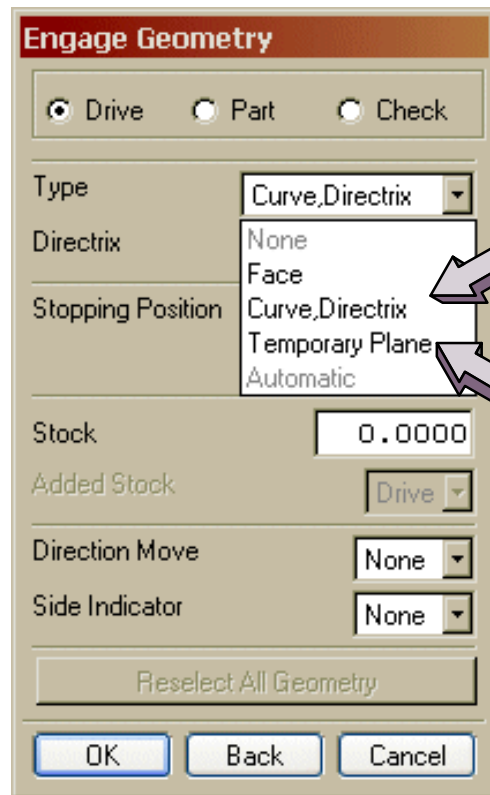 Engage Geometry
Drive Part Check
Type Curve,Directrix
Directrix None
Face
Stopping Position Curve,Directrix
Temporary Plane
Automatic
Stock 0.0000
Added Stock Drive
Direction Move None
Side Indicator None
Reselect All Geometry
OK Back Cancel